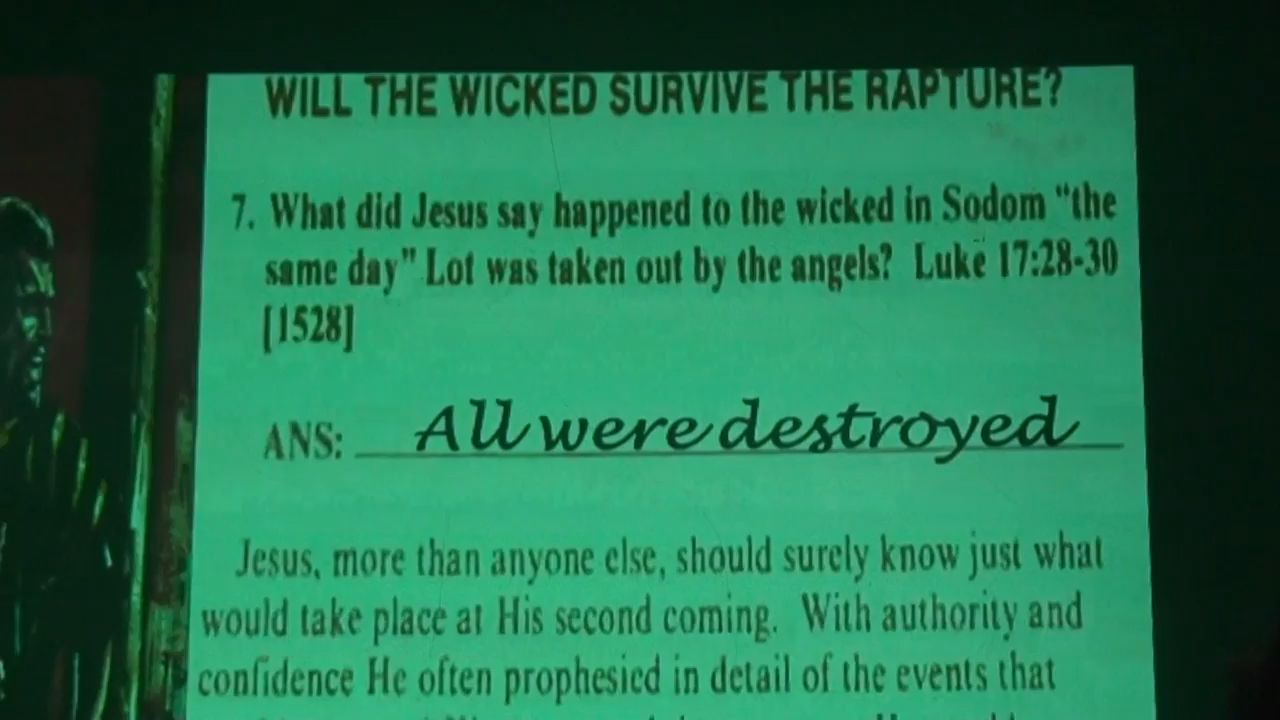 WILL THE WICKED SURVIVE THE RAPTURE?
7. What did Jesus say happened to the wicked in Sodom "the
same day" Lot was taken out by the angels? Luke 17:28-30
[1528]
ANS: All were destroyed
Jesus, more than anyone else, should surely know just what
would take place at His second coming. With authority and
confidence He often prophesied in detail of the events that